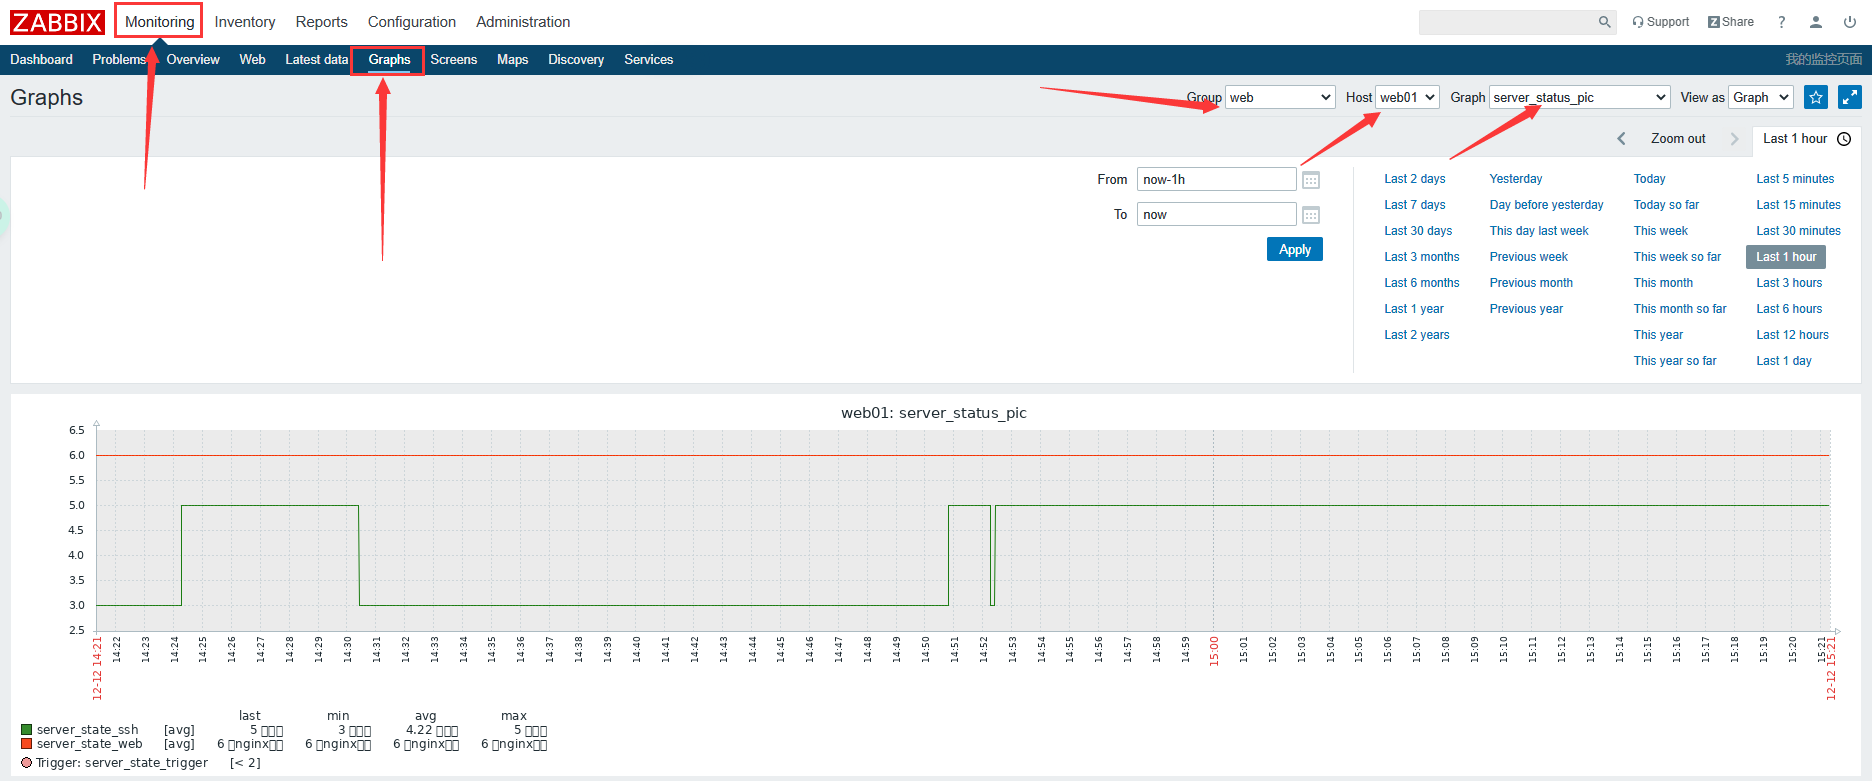 ZABBIX Monitoring Inventory Reports Configuration Administration Support Z Share ?
Dashboard Problems Overview Web Latest data Graphs Screens Maps Discovery Services 我的监控页面
Graphs Group web Host web01 Graph server_status_pic View as Graph
Zoom out Last 1 hour
From now-1h
To now
Apply
Last 2 days Yesterday Today Last 5 minutes
Last 7 days Day before yesterday Today so far Last 15 minutes
Last 30 days This day last week This week Last 30 minutes
Last 3 months Previous week This week so far Last 1 hour
Last 6 months Previous month This month Last 3 hours
Last 1 year Previous year This month so far Last 6 hours
Last 2 years This year Last 12 hours
This year so far Last 1 day
web01: server_status_pic
6.5
6.0
5.5
5.0
4.5
4.0
3.5
3.0
2.5
12-12 14:21 14:22 14:23 14:24 14:25 14:26 14:27 14:28 14:29 14:30 14:31 14:32 14:33 14:34 14:35 14:36 14:37 14:38 14:39 14:40 14:41 14:42 14:43 14:44 14:45 14:46 14:47 14:48 14:49 14:50 14:51 14:52 14:53 14:54 14:55 14:56 14:57 14:58 14:59 15:00 15:01 15:02 15:03 15:04 15:05 15:06 15:07 15:08 15:09 15:10 15:11 15:12 15:13 15:14 15:15 15:16 15:17 15:18 15:19 15:20 15:21 12-12 15:21
last min avg max
server_state_ssh [avg] 5 □□□ 3 □□□ 4.22 □□□ 5 □□□
server_state_web [avg] 6 □nginx□□ 6 □nginx□□ 6 □nginx□□ 6 □nginx□□
Trigger: server_state_trigger [< 2]